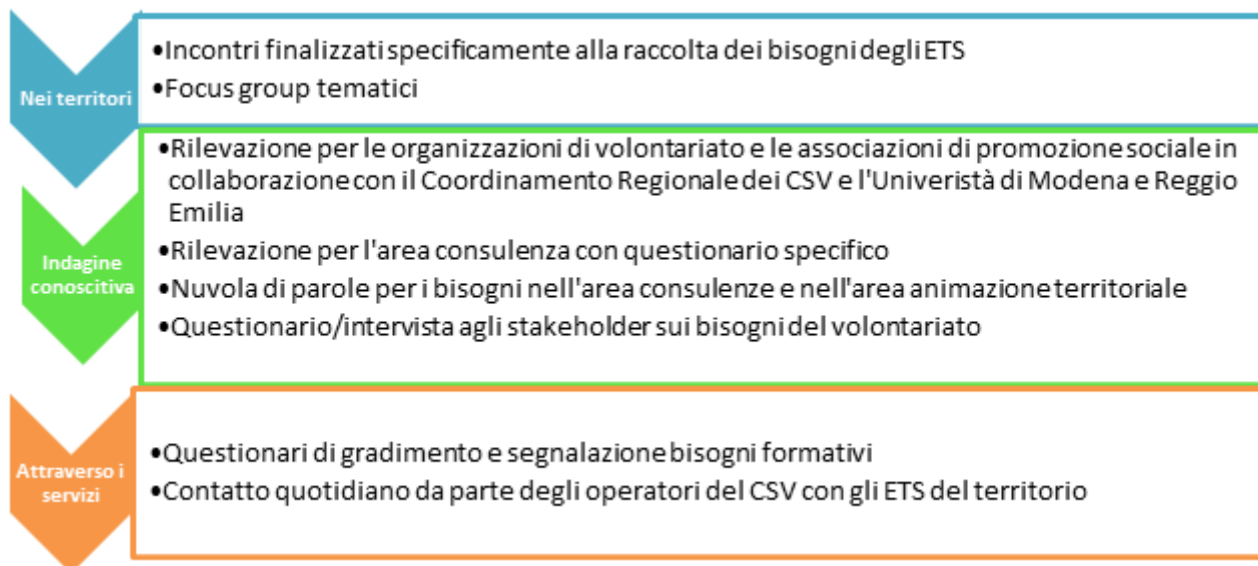 Nei territori
•Incontri finalizzati specificamente alla raccolta dei bisogni degli ETS
•Focus group tematici
Indagine
conoscitiva
•Rilevazione per le organizzazioni di volontariato e le associazioni di promozione sociale in
collaborazione con il Coordinamento Regionale dei CSV e l'Univeristà di Modena e Reggio
Emilia
•Rilevazione per l'area consulenza con questionario specifico
•Nuvola di parole per i bisogni nell'area consulenze e nell'area animazione territoriale
•Questionario/intervista agli stakeholder sui bisogni del volontariato
Attraverso i
servizi
•Questionari di gradimento e segnalazione bisogni formativi
•Contatto quotidiano da parte degli operatori del CSV con gli ETS del territorio